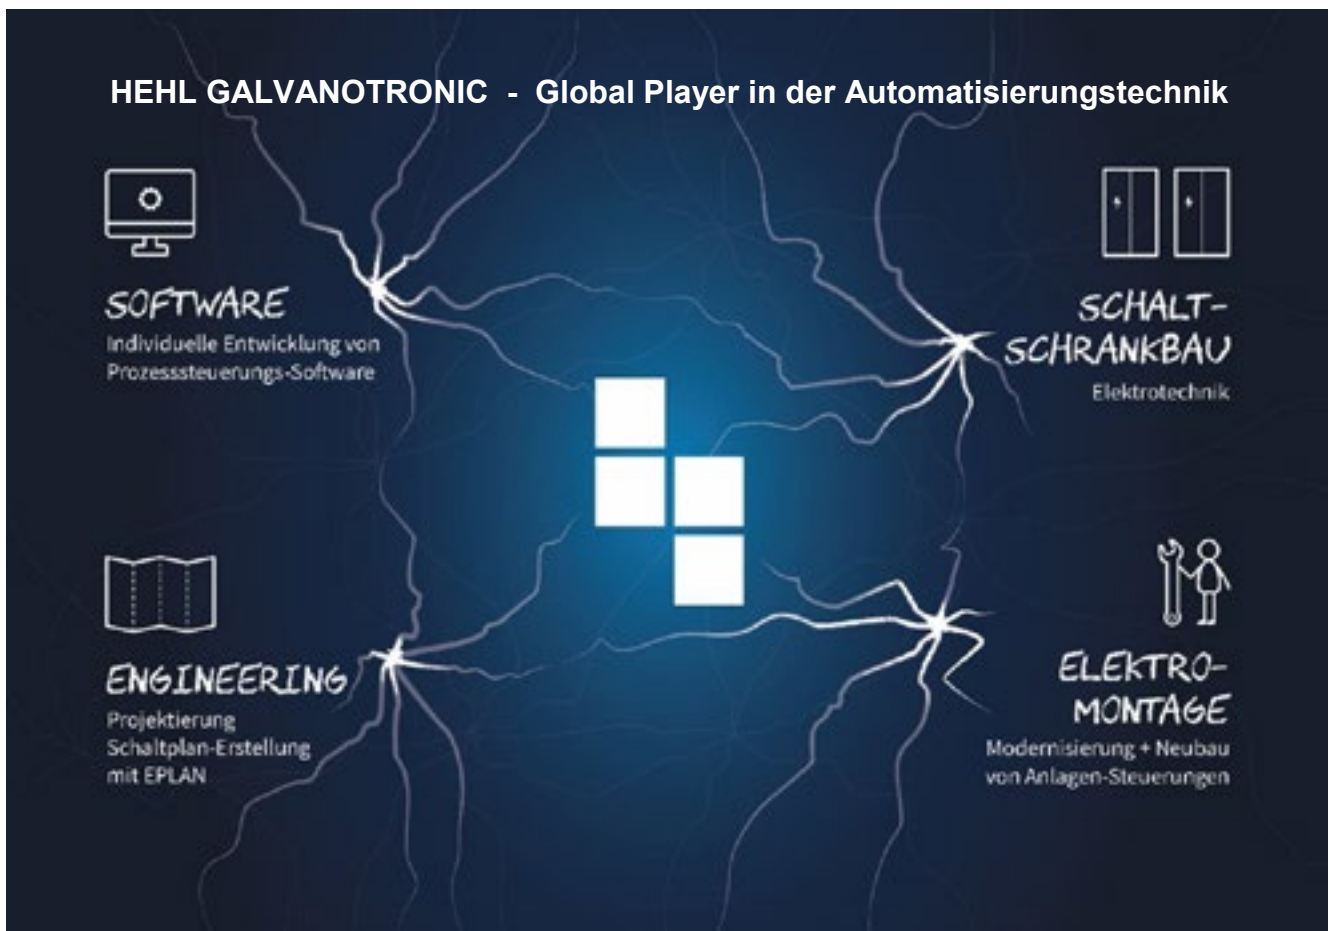 HEHL GALVANOTRONIC - Global Player in der Automatisierungstechnik
SOFTWARE
Individuelle Entwicklung von
Prozesssteuerungs-Software
SCHALT-
SCHRANKBAU
Elektrotechnik
ENGINEERING
Projektierung
Schaltplan-Erstellung
mit EPLAN
ELEKTRO-
MONTAGE
Modernisierung + Neubau
von Anlagen-Steuerungen